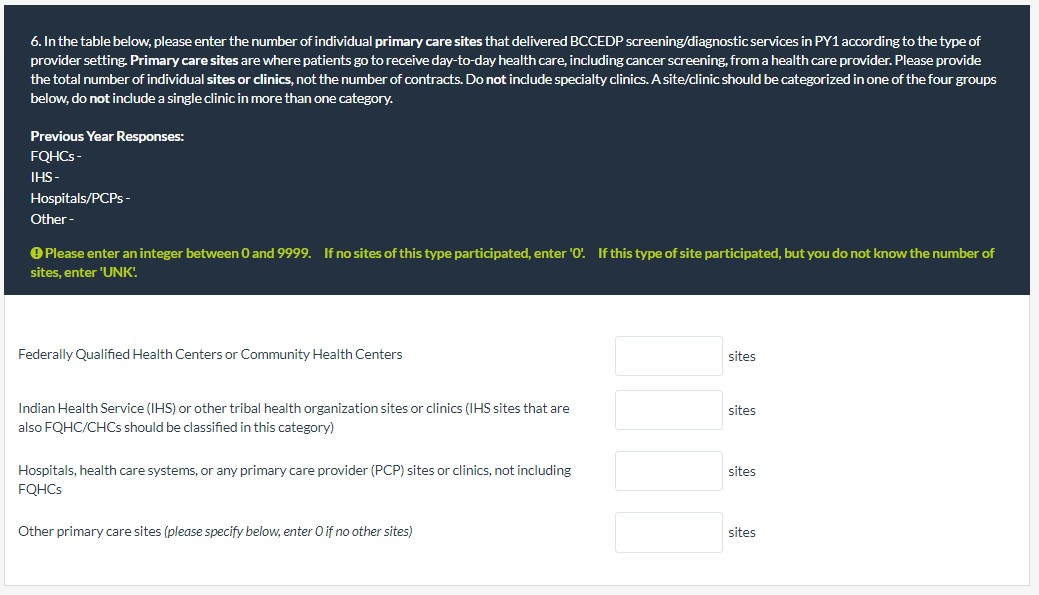 6. In the table below, please enter the number of individual primary care sites that delivered BCCEDP screening/diagnostic services in PY1 according to the type of
provider setting. Primary care sites are where patients go to receive day-to-day health care, including cancer screening, from a health care provider. Please provide
the total number of individual sites or clinics, not the number of contracts. Do not include specialty clinics. A site/clinic should be categorized in one of the four groups
below, do not include a single clinic in more than one category.
Previous Year Responses:
FQHCs -
IHS -
Hospitals/PCPs -
Other -
Please enter an integer between 0 and 9999. If no sites of this type participated, enter '0'. If this type of site participated, but you do not know the number of
sites, enter 'UNK'.
Federally Qualified Health Centers or Community Health Centers sites
Indian Health Service (IHS) or other tribal health organization sites or clinics (IHS sites that are
also FQHC/CHCs should be classified in this category) sites
Hospitals, health care systems, or any primary care provider (PCP) sites or clinics, not including
FQHCs sites
Other primary care sites (please specify below, enter 0 if no other sites) sites